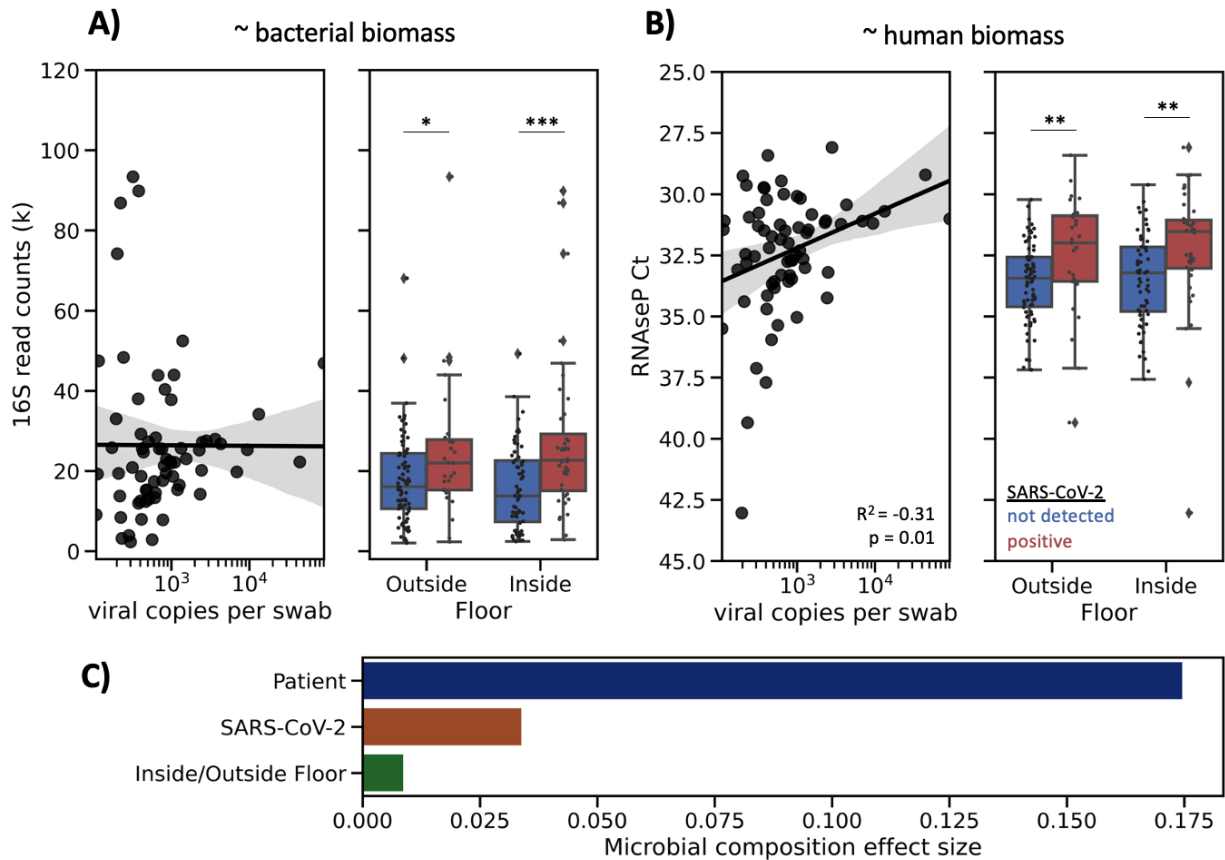 A)
~ bacterial biomass
120
100
80
60
40
20
0
16S read counts (k)
10³ 10⁴
viral copies per swab
* ***
Outside Inside
Floor
B)
~ human biomass
25.0
27.5
30.0
32.5
35.0
37.5
40.0
42.5
45.0
RNAseP Ct
R² = -0.31
p = 0.01
10³ 10⁴
viral copies per swab
** **
SARS-CoV-2
not detected
positive
Outside Inside
Floor
C)
Patient
SARS-CoV-2
Inside/Outside Floor
0.000 0.025 0.050 0.075 0.100 0.125 0.150 0.175
Microbial composition effect size